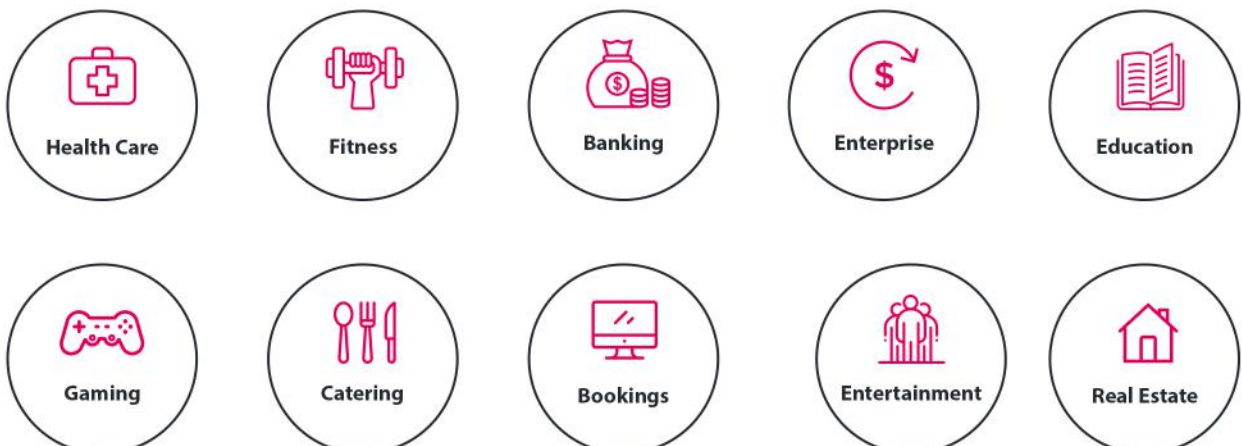 Health Care
Fitness
$
Banking
$
Enterprise
Education
Gaming
Catering
Bookings
Entertainment
Real Estate